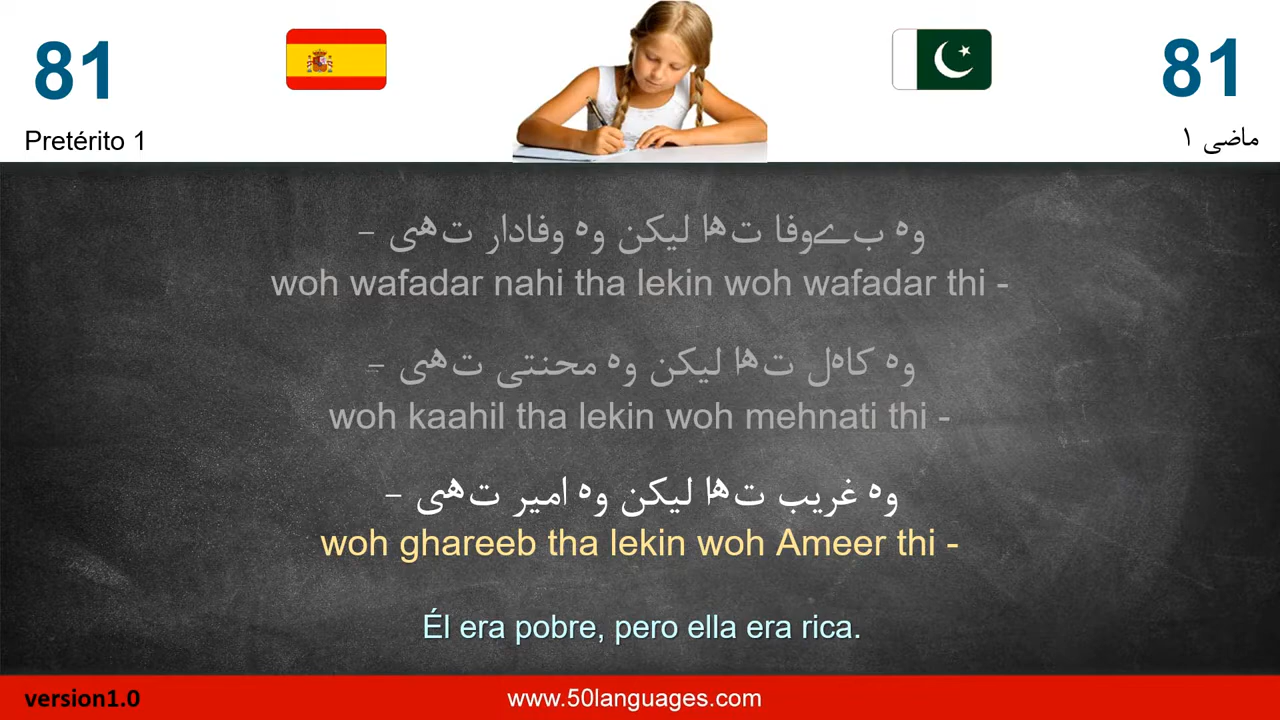 81
81
Pretérito 1
ماضی ۱
وہ بےوفا تھا لیکن وہ وفادار تھی -
woh wafadar nahi tha lekin woh wafadar thi -
وہ کاہل تھا لیکن وہ محنتی تھی -
woh kaahil tha lekin woh mehnati thi -
وہ غریب تھا لیکن وہ امیر تھی -
woh ghareeb tha lekin woh Ameer thi -
Él era pobre, pero ella era rica.
version1.0
www.50languages.com